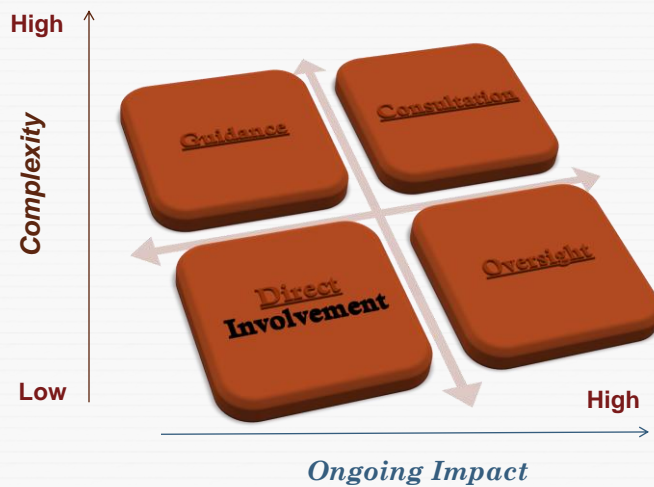 High
Complexity
Guidance
Consultation
Direct
Involvement
Oversight
Low
High
Ongoing Impact